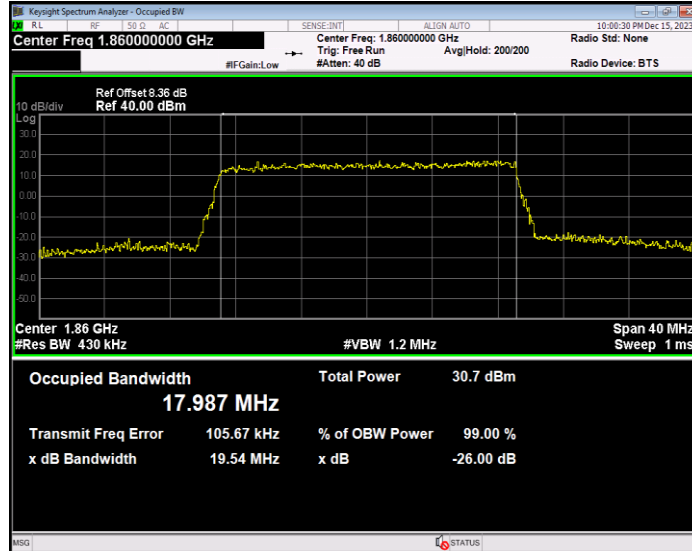 Keysight Spectrum Analyzer - Occupied BW
RL RF 50 Ω AC SENSE:INT ALIGN AUTO 10:00:30 PM Dec 15, 2023
Center Freq 1.860000000 GHz
Center Freq: 1.860000000 GHz Radio Std: None
Trig: Free Run Avg|Hold: 200/200
#IFGain:Low #Atten: 40 dB Radio Device: BTS
Ref Offset 8.36 dB
10 dB/div Ref 40.00 dBm
Log
30.0
20.0
10.0
0.00
-10.0
-20.0
-30.0
-40.0
-50.0
Center 1.86 GHz Span 40 MHz
#Res BW 430 kHz #VBW 1.2 MHz Sweep 1 ms
Occupied Bandwidth Total Power 30.7 dBm
17.987 MHz
Transmit Freq Error 105.67 kHz % of OBW Power 99.00 %
x dB Bandwidth 19.54 MHz x dB -26.00 dB
MSG STATUS